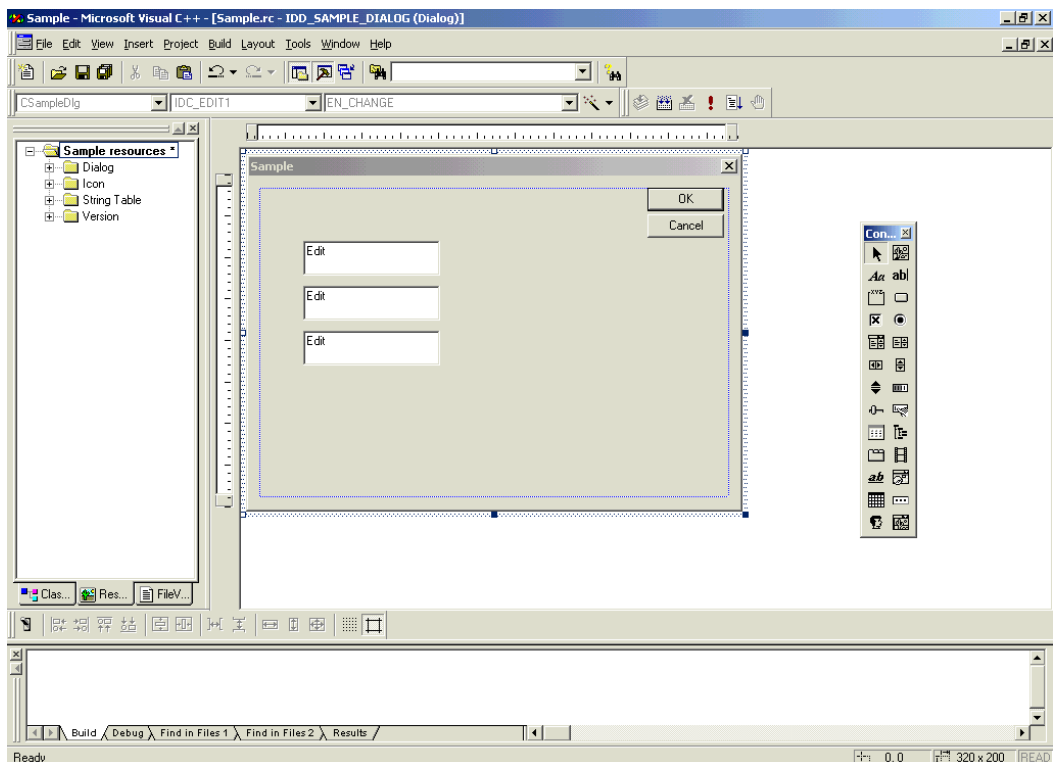 Sample - Microsoft Visual C++ - [Sample.rc - IDD_SAMPLE_DIALOG (Dialog)]
File Edit View Insert Project Build Layout Tools Window Help
CSampleDlg IDC_EDIT1 EN_CHANGE
Sample resources *
Dialog
Icon
String Table
Version
Sample
OK
Cancel
Edit
Edit
Edit
Con...
Aa ab|
xyz
ab
Clas... Res... FileV...
Build Debug Find in Files 1 Find in Files 2 Results
Ready 0, 0 320 x 200 READ